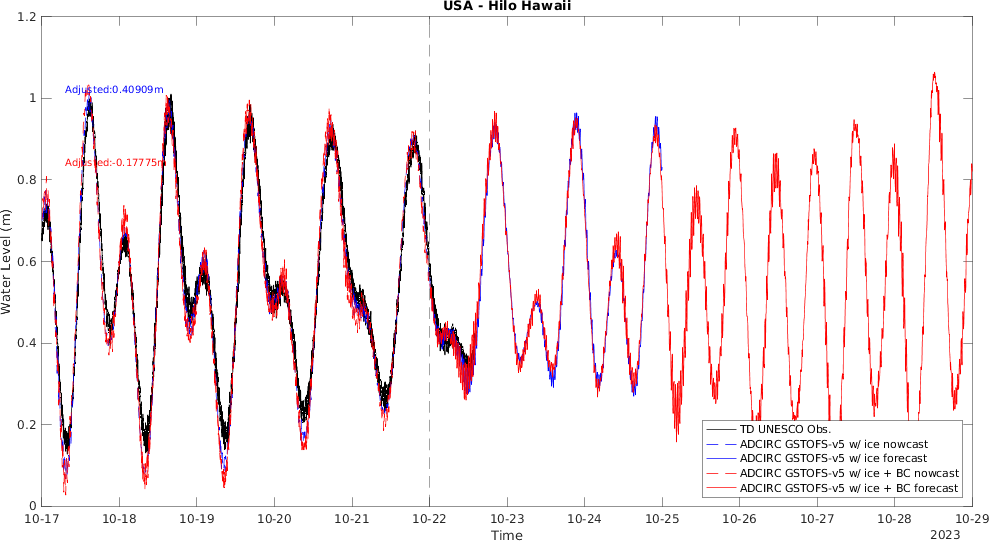 USA - Hilo Hawaii
1.2
1
0.8
0.6
0.4
0.2
0
Water Level (m)
Adjusted:0.40909m
Adjusted:-0.17775m
TD UNESCO Obs.
ADCIRC GSTOFS-v5 w/ ice nowcast
ADCIRC GSTOFS-v5 w/ ice forecast
ADCIRC GSTOFS-v5 w/ ice + BC nowcast
ADCIRC GSTOFS-v5 w/ ice + BC forecast
10-17 10-18 10-19 10-20 10-21 10-22 10-23 10-24 10-25 10-26 10-27 10-28 10-29
Time
2023